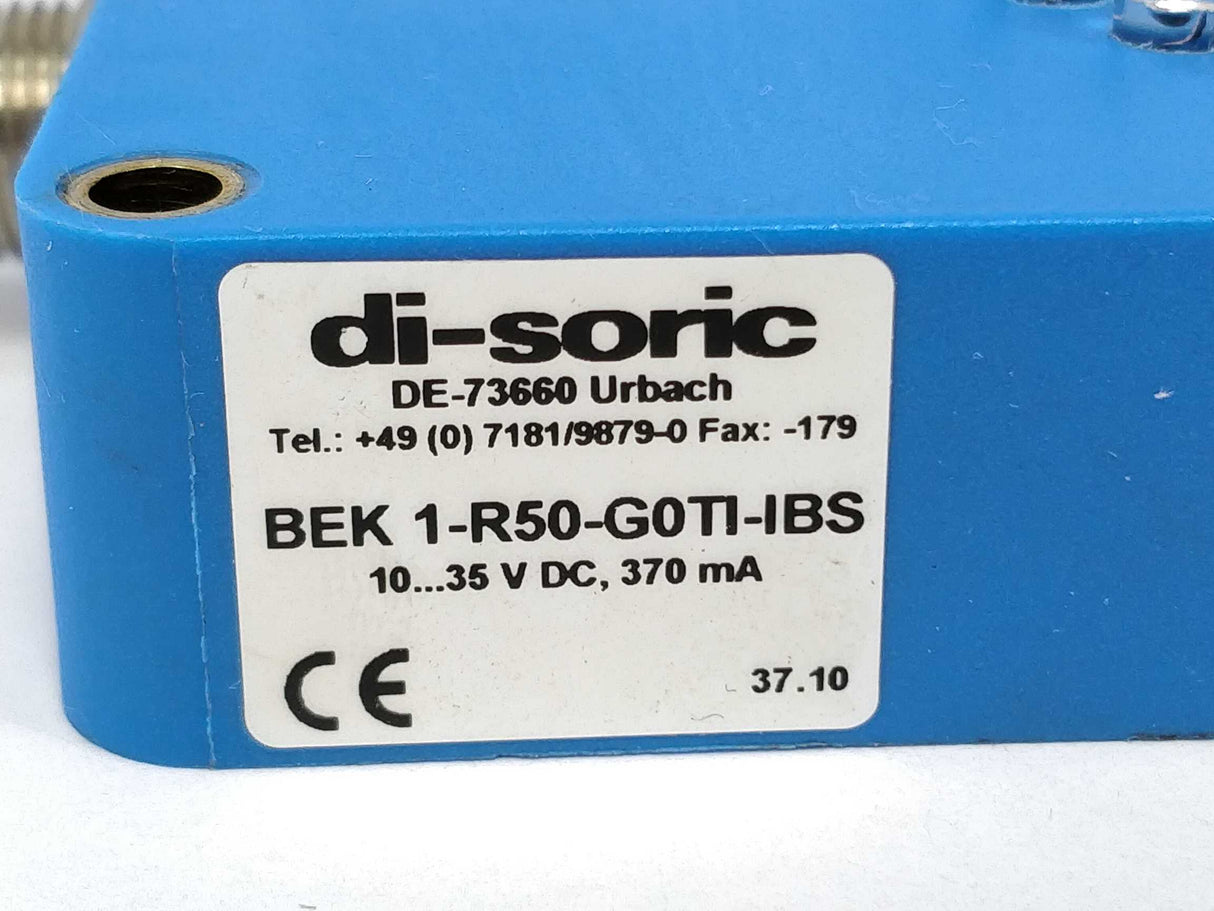 di-soric
DE-73660 Urbach
Tel.: +49 (0) 7181/9879-0 Fax: -179
BEK 1-R50-G0TI-IBS
10...35 V DC, 370 mA
CE
37.10